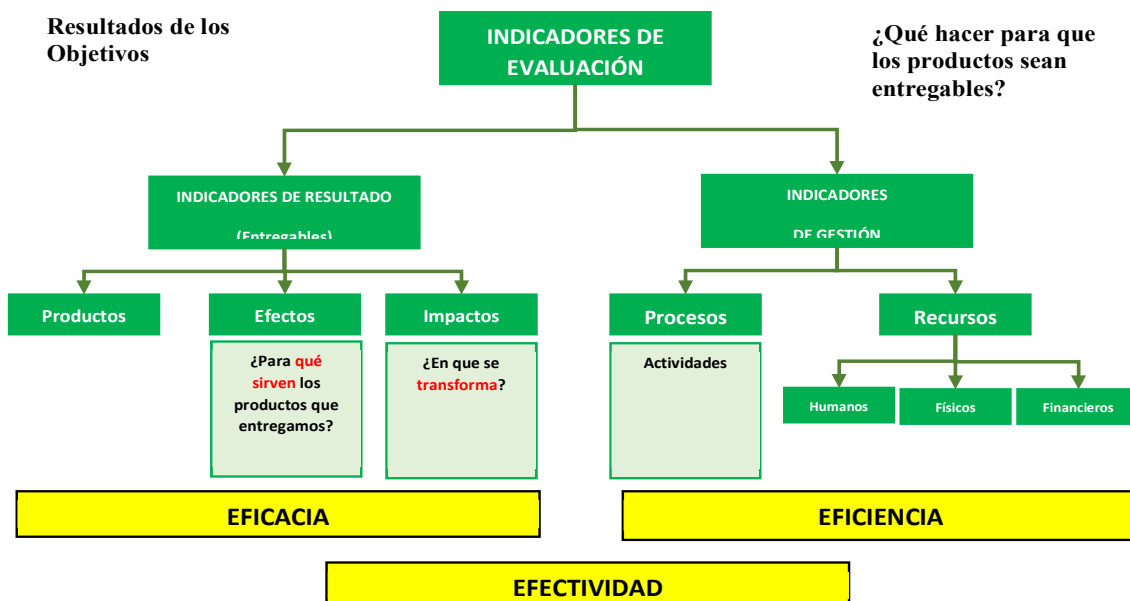 Resultados de los
Objetivos
INDICADORES DE
EVALUACIÓN
¿Qué hacer para que
los productos sean
entregables?
INDICADORES DE RESULTADO
(Entregables)
INDICADORES
DE GESTIÓN
Productos
Efectos
Impactos
Procesos
Recursos
¿Para qué
sirven los
productos que
entregamos?
¿En que se
transforma?
Actividades
Humanos
Físicos
Financieros
EFICACIA
EFICIENCIA
EFECTIVIDAD